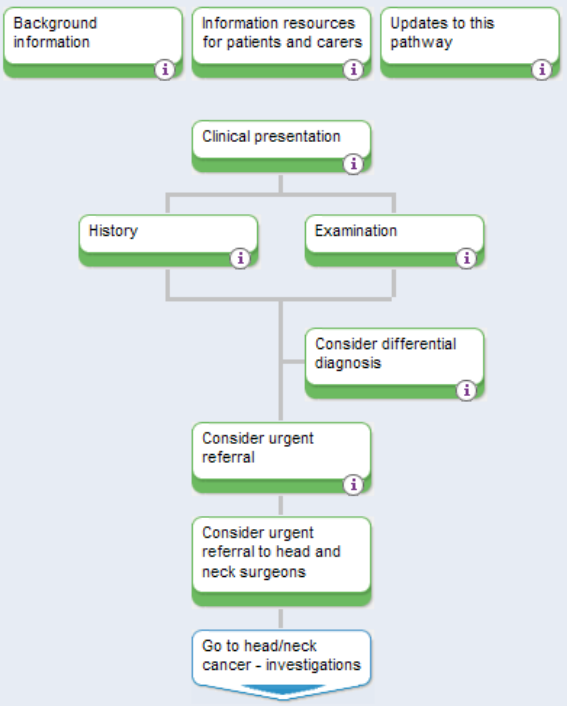 Background
information
Information resources
for patients and carers
Updates to this
pathway
i
i
i
Clinical presentation
i
History
i
Examination
i
Consider differential
diagnosis
i
Consider urgent
referral
i
Consider urgent
referral to head and
neck surgeons
Go to head/neck
cancer - investigations